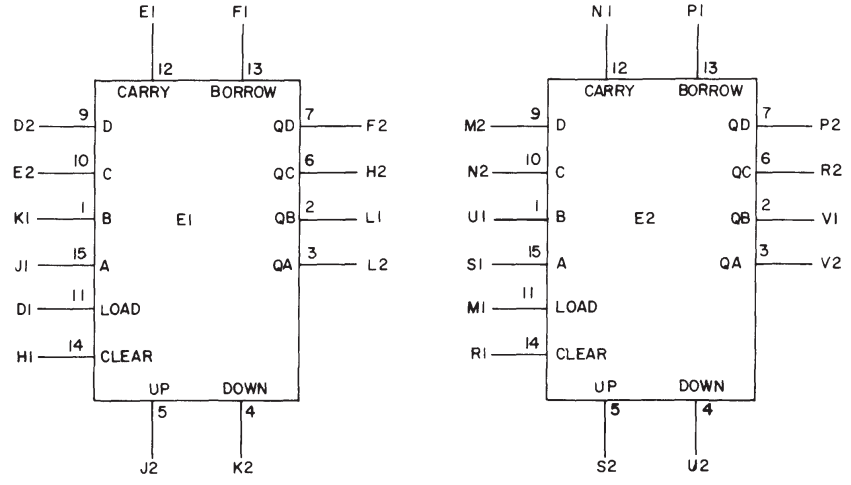 E1 F1 N1 P1
12 13 12 13
CARRY BORROW CARRY BORROW
D2 9 D QD 7 F2 M2 9 D QD 7 P2
E2 10 C QC 6 H2 N2 10 C QC 6 R2
K1 1 B E1 QB 2 L1 U1 1 B E2 QB 2 V1
J1 15 A QA 3 L2 S1 15 A QA 3 V2
D1 11 LOAD M1 11 LOAD
H1 14 CLEAR R1 14 CLEAR
UP DOWN UP DOWN
5 4 5 4
J2 K2 S2 U2